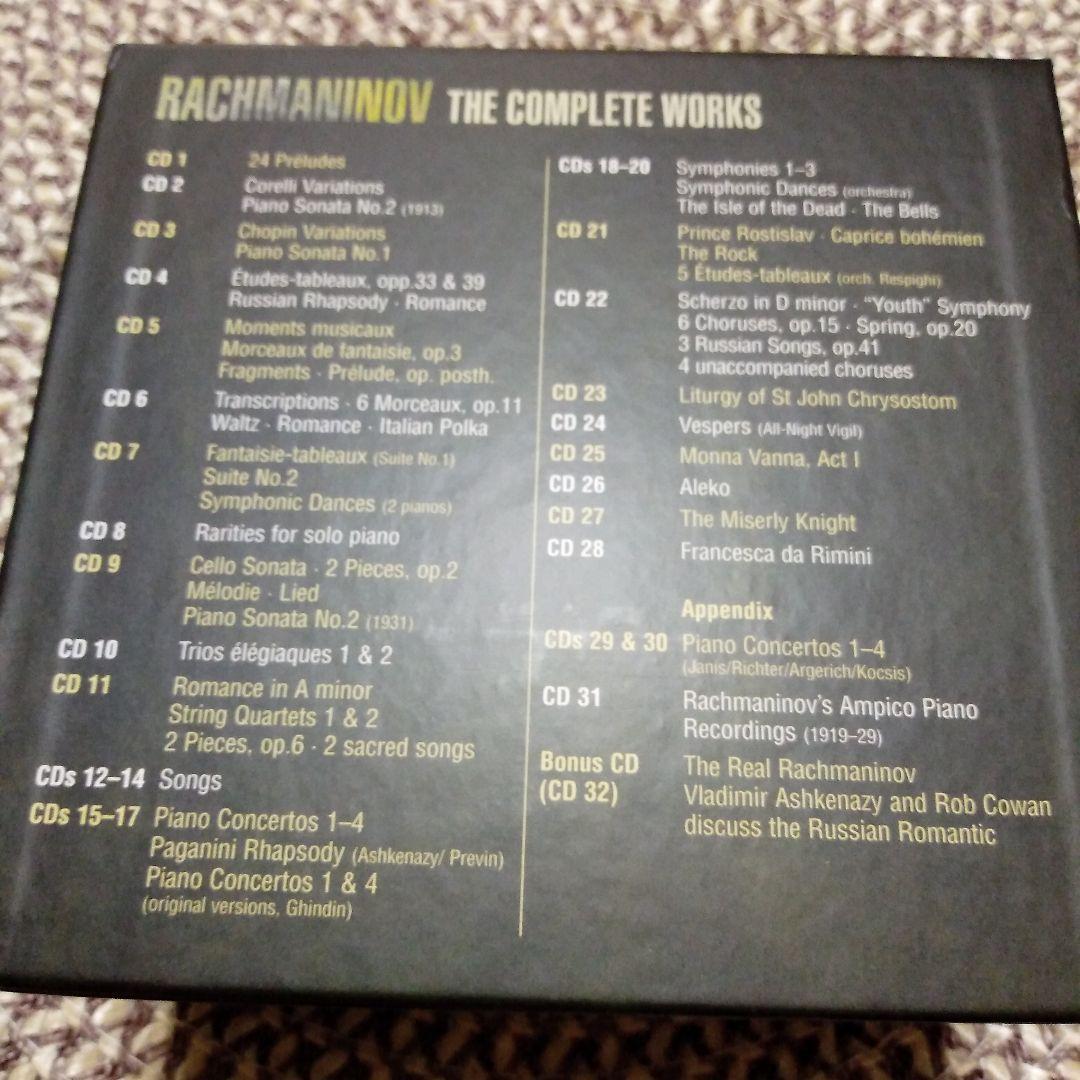 RACHMANINOV THE COMPLETE WORKS
CD 1 24 Préludes
CD 2 Corelli Variations
Piano Sonata No.2 (1913)
CD 3 Chopin Variations
Piano Sonata No.1
CD 4 Études-tableaux, opp.33 & 39
Russian Rhapsody · Romance
CD 5 Moments musicaux
Morceaux de fantaisie, op.3
Fragments · Prélude, op. posth.
CD 6 Transcriptions · 6 Morceaux, op.11
Waltz · Romance · Italian Polka
CD 7 Fantaisie-tableaux (Suite No.1)
Suite No.2
Symphonic Dances (2 pianos)
CD 8 Rarities for solo piano
CD 9 Cello Sonata · 2 Pieces, op.2
Mélodie · Lied
Piano Sonata No.2 (1931)
CD 10 Trios élégiaques 1 & 2
CD 11 Romance in A minor
String Quartets 1 & 2
2 Pieces, op.6 · 2 sacred songs
CDs 12–14 Songs
CDs 15–17 Piano Concertos 1–4
Paganini Rhapsody (Ashkenazy/ Previn)
Piano Concertos 1 & 4
(original versions, Ghindin)
CDs 18–20 Symphonies 1–3
Symphonic Dances (orchestra)
The Isle of the Dead · The Bells
CD 21 Prince Rostislav · Caprice bohémien
The Rock
5 Études-tableaux (orch. Respighi)
CD 22 Scherzo in D minor · "Youth" Symphony
6 Choruses, op.15 · Spring, op.20
3 Russian Songs, op.41
4 unaccompanied choruses
CD 23 Liturgy of St John Chrysostom
CD 24 Vespers (All-Night Vigil)
CD 25 Monna Vanna, Act I
CD 26 Aleko
CD 27 The Miserly Knight
CD 28 Francesca da Rimini
Appendix
CDs 29 & 30 Piano Concertos 1–4
(Janis/Richter/Argerich/Kocsis)
CD 31 Rachmaninov's Ampico Piano
Recordings (1919–29)
Bonus CD The Real Rachmaninov
(CD 32) Vladimir Ashkenazy and Rob Cowan
discuss the Russian Romantic